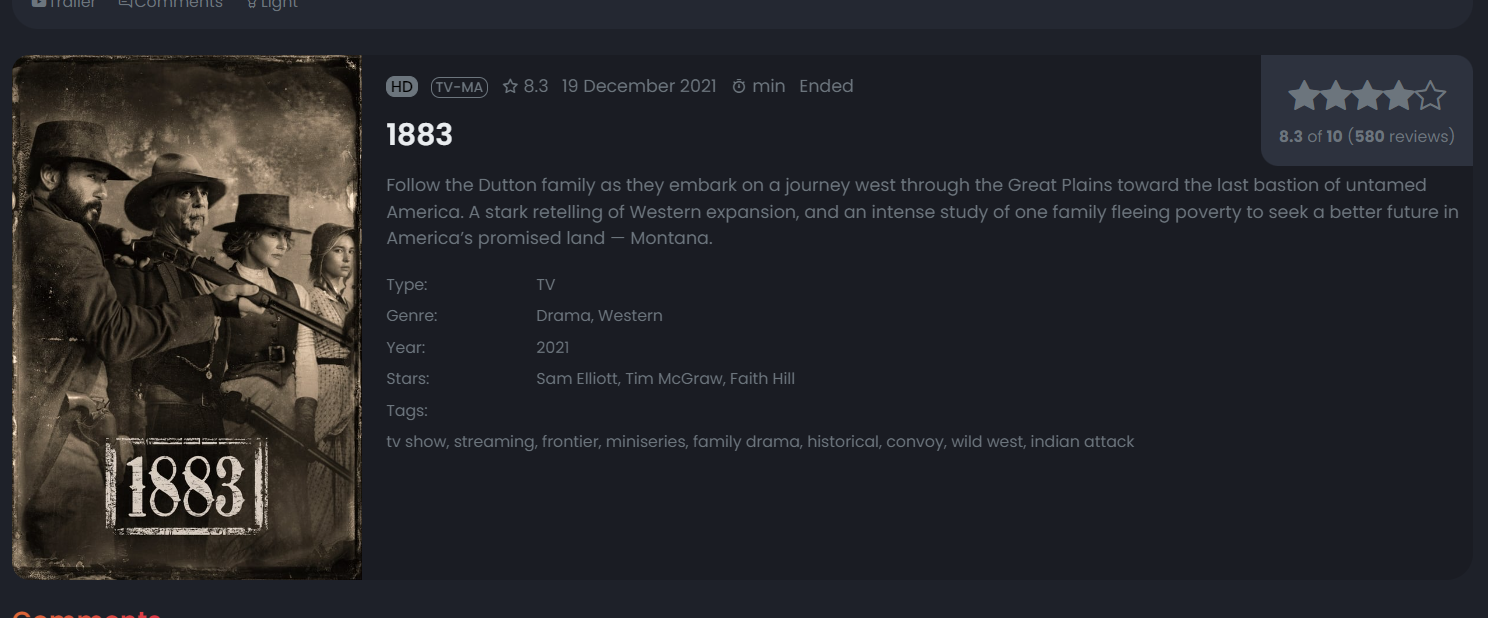 Trailer Comments Light
HD TV-MA 8.3 19 December 2021 min Ended
8.3 of 10 (580 reviews)
1883
Follow the Dutton family as they embark on a journey west through the Great Plains toward the last bastion of untamed
America. A stark retelling of Western expansion, and an intense study of one family fleeing poverty to seek a better future in
America’s promised land — Montana.
Type: TV
Genre: Drama, Western
Year: 2021
Stars: Sam Elliott, Tim McGraw, Faith Hill
Tags:
tv show, streaming, frontier, miniseries, family drama, historical, convoy, wild west, indian attack
1883
Comments